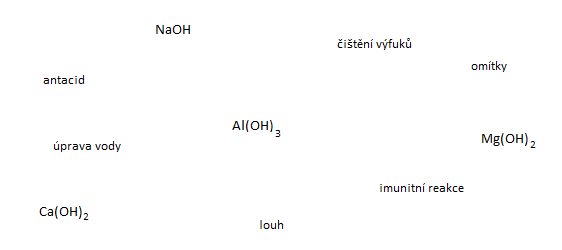 NaOH
čištění výfuků
omítky
antacid
Al(OH)3
Mg(OH)2
úprava vody
imunitní reakce
Ca(OH)2
louh